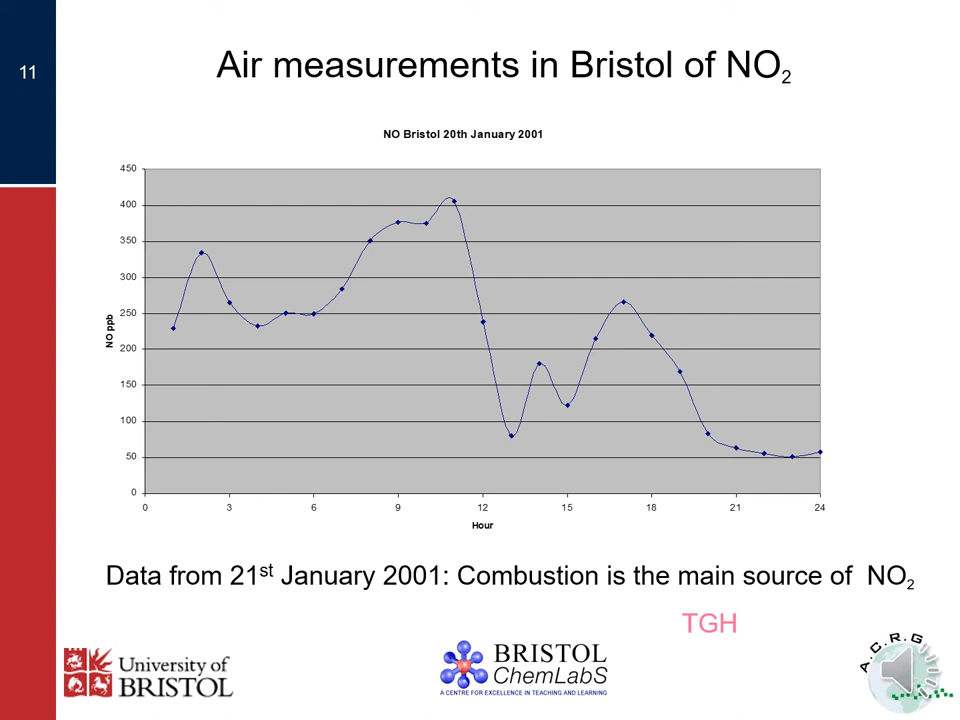 11
Air measurements in Bristol of NO₂
NO Bristol 20th January 2001
450
400
350
300
250
200
150
100
50
0
NO ppb
0 3 6 9 12 15 18 21 24
Hour
Data from 21st January 2001: Combustion is the main source of NO₂
TGH
University of
BRISTOL
BRISTOL
ChemLabS
A CENTRE FOR EXCELLENCE IN TEACHING AND LEARNING
A.C.R.G